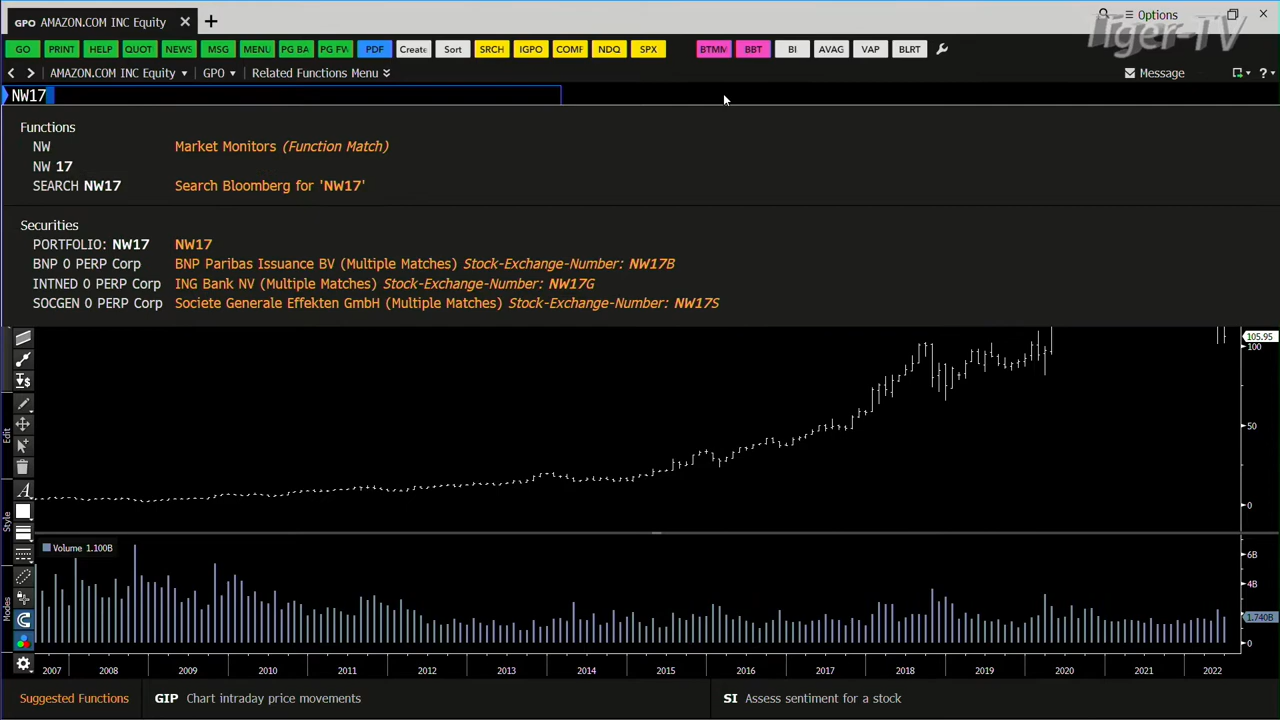 GPO AMAZON.COM INC Equity
Options
Tiger-TV
GO PRINT HELP QUOT NEWS MSG MENU PG BA PG FW PDF Create Sort SRCH IGPO COMF NDQ SPX BTMM BBT BI AVAG VAP BLRT
AMAZON.COM INC Equity GPO Related Functions Menu Message ?
NW17
Functions
NW Market Monitors (Function Match)
NW 17
SEARCH NW17 Search Bloomberg for 'NW17'
Securities
PORTFOLIO: NW17 NW17
BNP 0 PERP Corp BNP Paribas Issuance BV (Multiple Matches) Stock-Exchange-Number: NW17B
INTNED 0 PERP Corp ING Bank NV (Multiple Matches) Stock-Exchange-Number: NW17G
SOCGEN 0 PERP Corp Societe Generale Effekten GmbH (Multiple Matches) Stock-Exchange-Number: NW17S
105.95
100
50
0
Edit
Style
A
Modes
Volume 1.100B
6B
4B
1.740B
0
2007 2008 2009 2010 2011 2012 2013 2014 2015 2016 2017 2018 2019 2020 2021 2022
Suggested Functions GIP Chart intraday price movements SI Assess sentiment for a stock